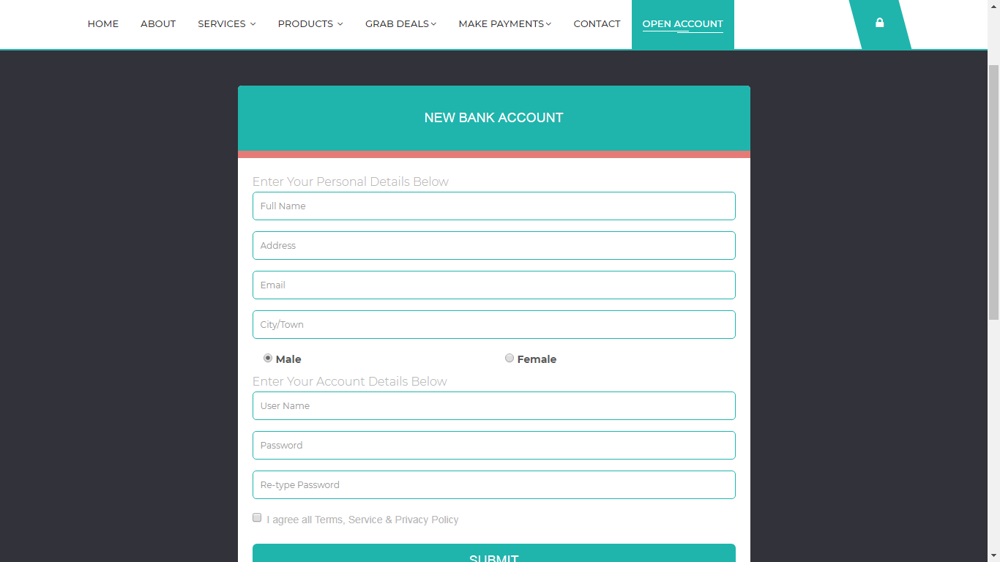 HOME ABOUT SERVICES PRODUCTS GRAB DEALS MAKE PAYMENTS CONTACT OPEN ACCOUNT
NEW BANK ACCOUNT
Enter Your Personal Details Below
Full Name
Address
Email
City/Town
Male Female
Enter Your Account Details Below
User Name
Password
Re-type Password
I agree all Terms, Service & Privacy Policy
SUBMIT